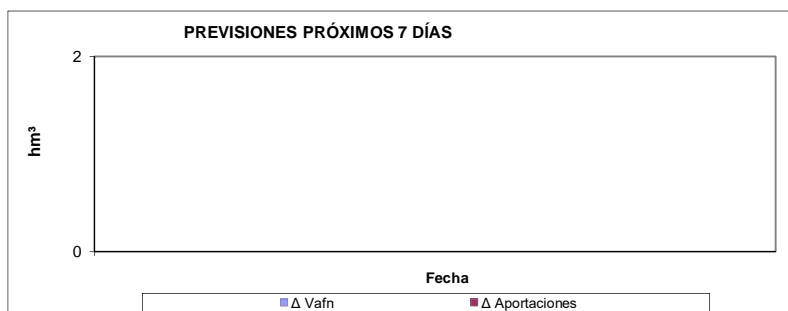 PREVISIONES PRÓXIMOS 7 DÍAS
2
hm³
0
Fecha
Δ Vafn Δ Aportaciones